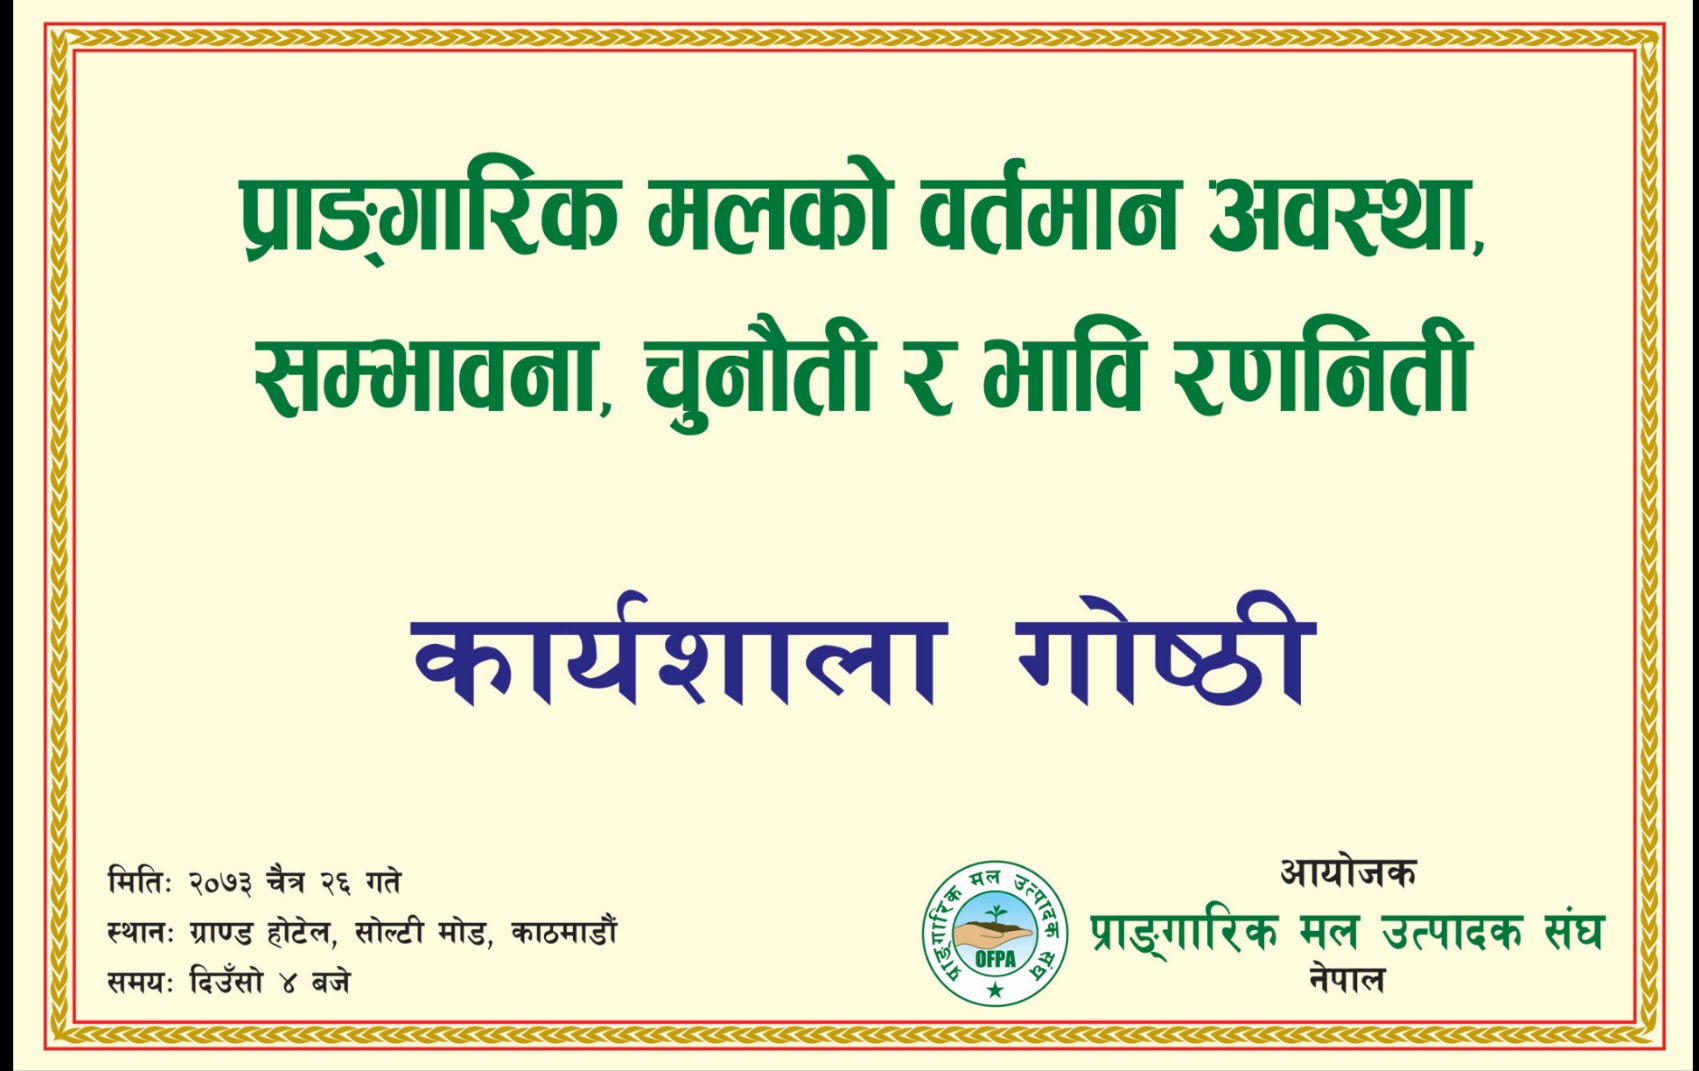 प्राङ्गारिक मलको वर्तमान अवस्था,
सम्भावना, चुनौती र भावि रणनिती
कार्यशाला गोष्ठी
मिति: २०७३ चैत्र २६ गते
स्थान: ग्राण्ड होटेल, सोल्टी मोड, काठमाडौं
समय: दिउँसो ४ बजे
प्राङ्गारिक मल उत्पादक संघ
OFPA
आयोजक
प्राङ्गारिक मल उत्पादक संघ
नेपाल